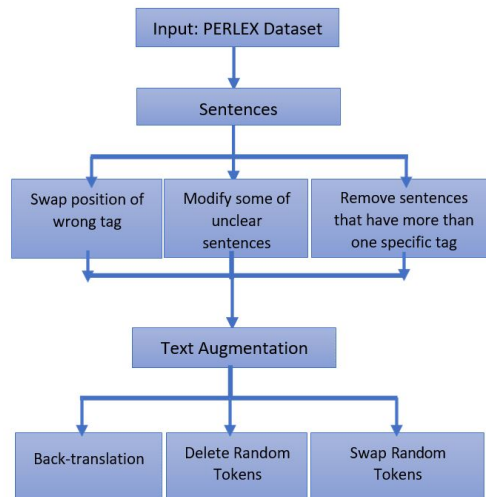 Input: PERLEX Dataset
Sentences
Swap position of
wrong tag
Modify some of
unclear
sentences
Remove sentences
that have more than
one specific tag
Text Augmentation
Back-translation
Delete Random
Tokens
Swap Random
Tokens